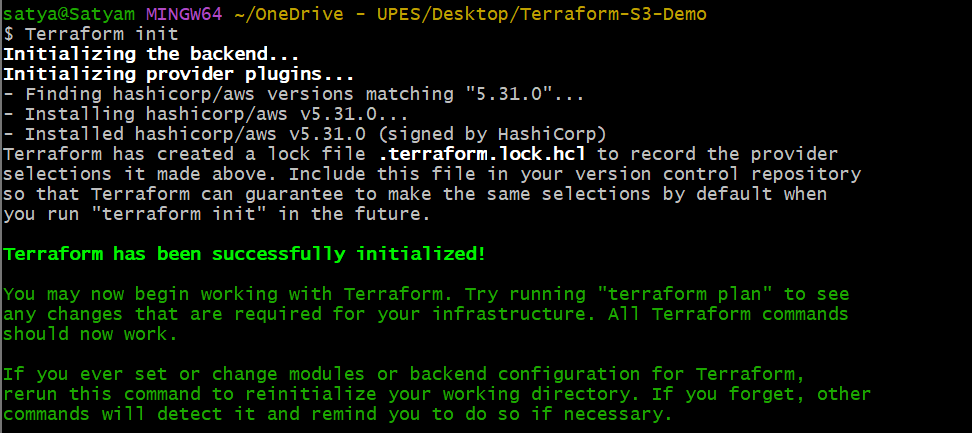 satya@Satyam MINGW64 ~/OneDrive - UPES/Desktop/Terraform-S3-Demo
$ Terraform init
Initializing the backend...
Initializing provider plugins...
- Finding hashicorp/aws versions matching "5.31.0"...
- Installing hashicorp/aws v5.31.0...
- Installed hashicorp/aws v5.31.0 (signed by HashiCorp)
Terraform has created a lock file .terraform.lock.hcl to record the provider
selections it made above. Include this file in your version control repository
so that Terraform can guarantee to make the same selections by default when
you run "terraform init" in the future.
Terraform has been successfully initialized!
You may now begin working with Terraform. Try running "terraform plan" to see
any changes that are required for your infrastructure. All Terraform commands
should now work.
If you ever set or change modules or backend configuration for Terraform,
rerun this command to reinitialize your working directory. If you forget, other
commands will detect it and remind you to do so if necessary.